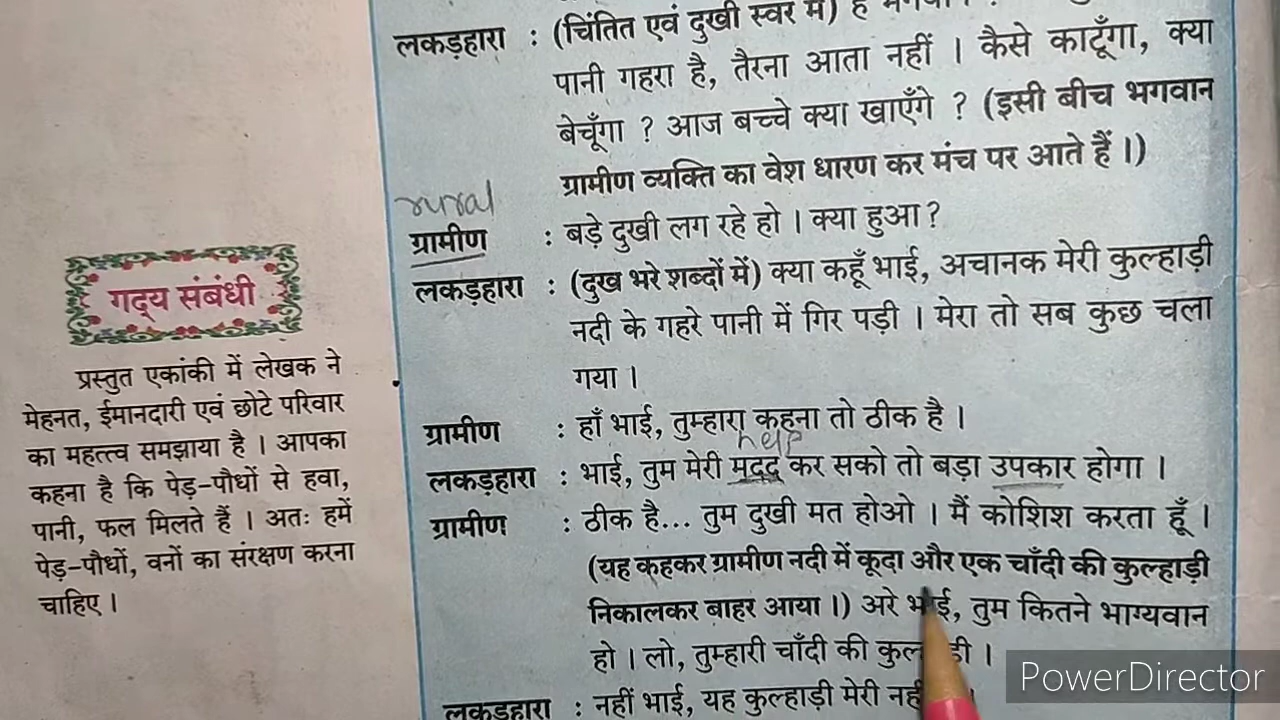 लकड़हारा : (चिंतित एवं दुखी स्वर में) हे
पानी गहरा है, तैरना आता नहीं । कैसे काटूँगा, क्या
बेचूँगा ? आज बच्चे क्या खाएँगे ? (इसी बीच भगवान
ग्रामीण व्यक्ति का वेश धारण कर मंच पर आते हैं ।)
rural
ग्रामीण : बड़े दुखी लग रहे हो । क्या हुआ ?
लकड़हारा : (दुख भरे शब्दों में) क्या कहूँ भाई, अचानक मेरी कुल्हाड़ी
नदी के गहरे पानी में गिर पड़ी । मेरा तो सब कुछ चला
गया ।
ग्रामीण : हाँ भाई, तुम्हारा कहना तो ठीक है ।
help
लकड़हारा : भाई, तुम मेरी मदद कर सको तो बड़ा उपकार होगा ।
ग्रामीण : ठीक है... तुम दुखी मत होओ । मैं कोशिश करता हूँ ।
(यह कहकर ग्रामीण नदी में कूदा और एक चाँदी की कुल्हाड़ी
निकालकर बाहर आया ।) अरे भाई, तुम कितने भाग्यवान
हो । लो, तुम्हारी चाँदी की कुल्हाड़ी ।
लकड़हारा : नहीं भाई, यह कुल्हाड़ी मेरी
गद्य संबंधी
प्रस्तुत एकांकी में लेखक ने
मेहनत, ईमानदारी एवं छोटे परिवार
का महत्त्व समझाया है । आपका
कहना है कि पेड़-पौधों से हवा,
पानी, फल मिलते हैं । अतः हमें
पेड़-पौधों, वनों का संरक्षण करना
चाहिए ।
PowerDirector